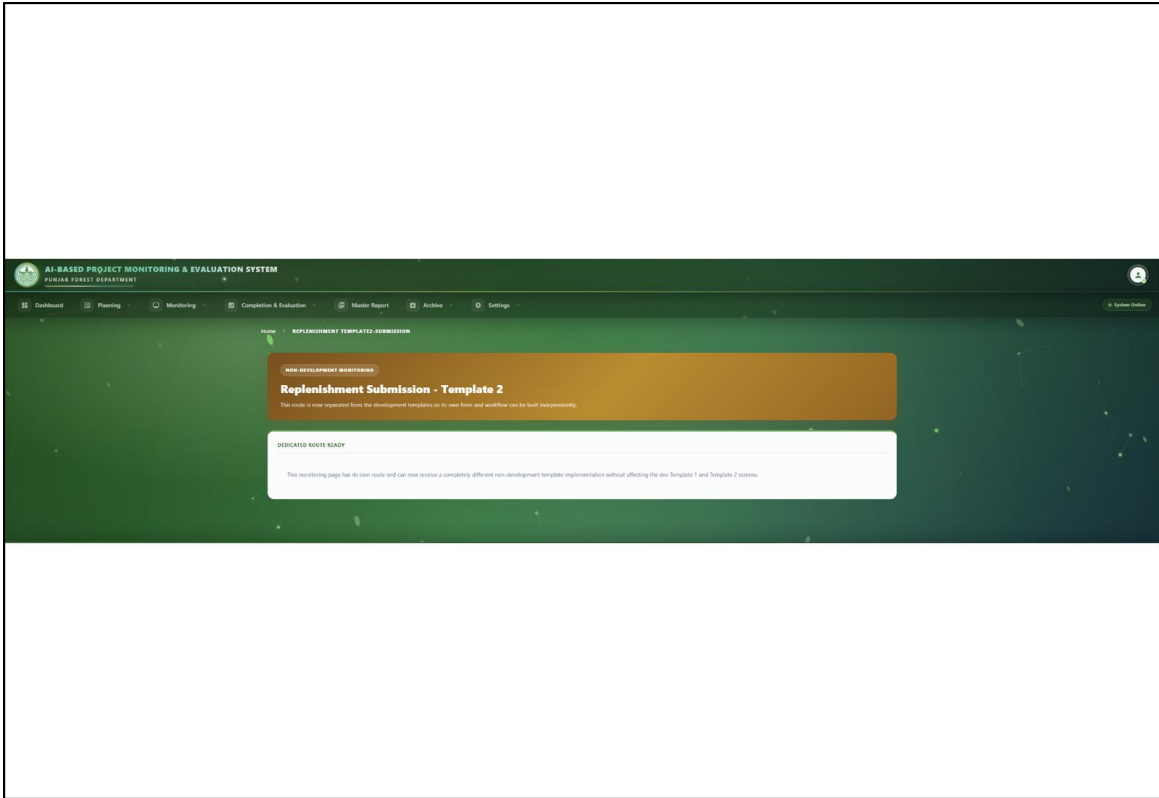 AI-BASED PROJECT MONITORING & EVALUATION SYSTEM
PUNJAB FOREST DEPARTMENT
Dashboard Planning Monitoring Completion & Evaluation Master Report Archive Settings System Online
Home > REPLENISHMENT TEMPLATE2-SUBMISSION
NON-DEVELOPMENT MONITORING
Replenishment Submission - Template 2
This route is now separated from the development templates so its own form and workflow can be built independently.
DEDICATED ROUTE READY
This monitoring page has its own route and can now receive a completely different non-development template implementation without affecting the dev Template 1 and Template 2 screens.